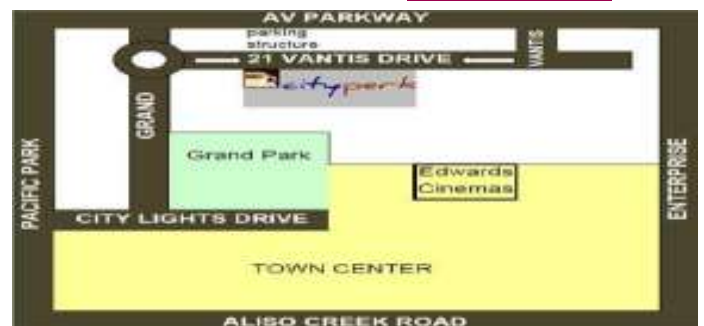 AV PARKWAY
parking
structure
21 VANTIS DRIVE
VANTIS
cityperk
GRAND
PACIFIC PARK
ENTERPRISE
Grand Park
Edwards
Cinemas
CITY LIGHTS DRIVE
TOWN CENTER
ALISO CREEK ROAD